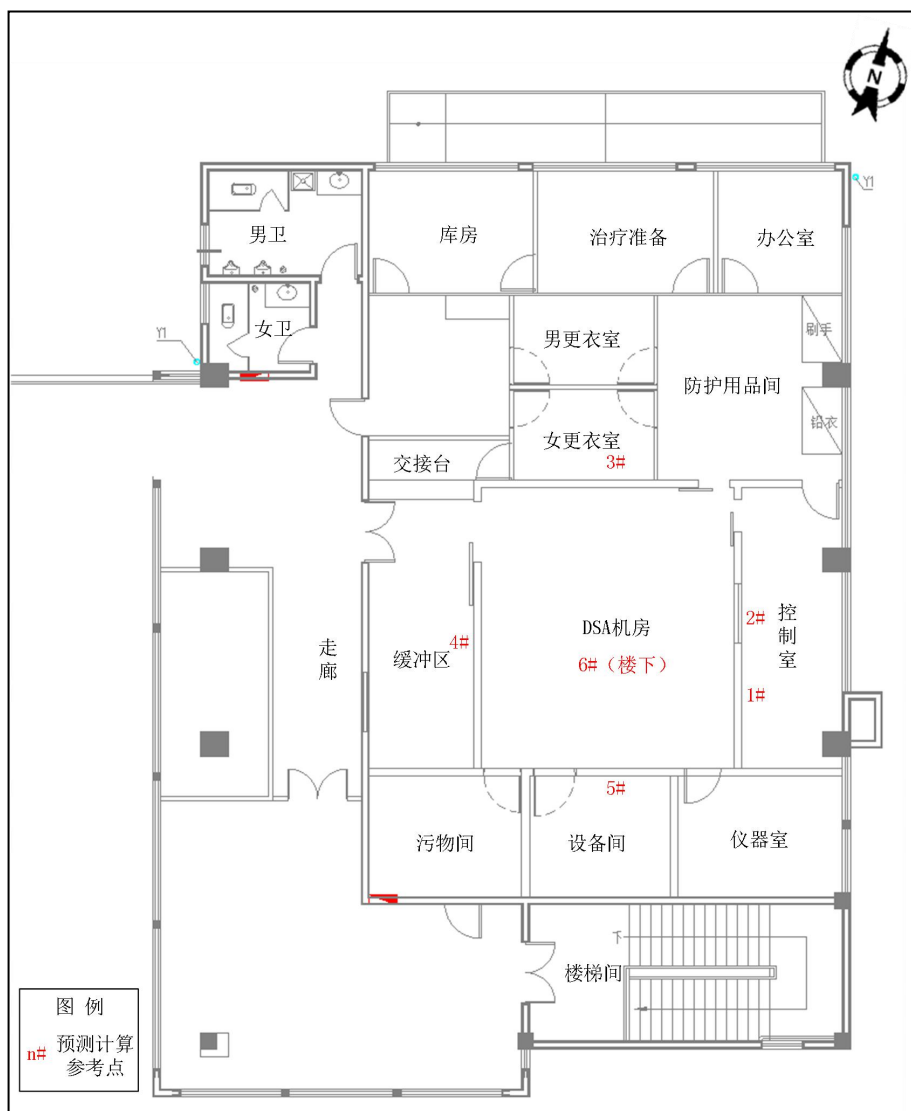 N
Y1
男卫
库房
治疗准备
办公室
女卫
Y1
男更衣室
刷手
防护用品间
铅衣
交接台
女更衣室
3#
走廊
缓冲区
4#
DSA机房
6#（楼下）
2#
控制室
1#
5#
污物间
设备间
仪器室
下
楼梯间
图 例
n#
预测计算
参考点